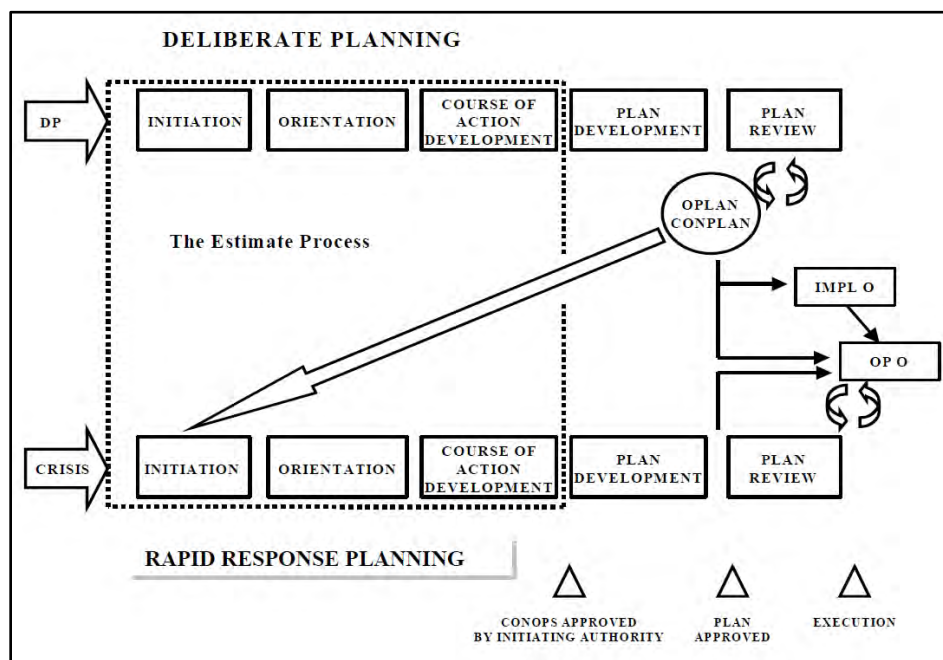 DELIBERATE PLANNING
DP
INITIATION
ORIENTATION
COURSE OF
ACTION
DEVELOPMENT
PLAN
DEVELOPMENT
PLAN
REVIEW
OPLAN
CONPLAN
The Estimate Process
IMPL O
OP O
CRISIS
INITIATION
ORIENTATION
COURSE OF
ACTION
DEVELOPMENT
PLAN
DEVELOPMENT
PLAN
REVIEW
RAPID RESPONSE PLANNING
CONOPS APPROVED
BY INITIATING AUTHORITY
PLAN
APPROVED
EXECUTION